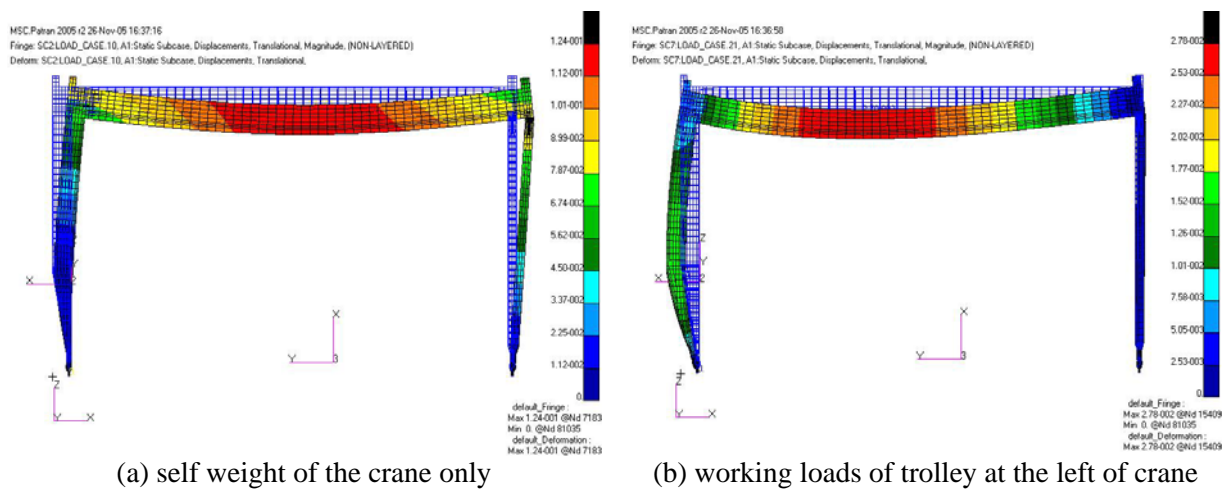 MSC.Patran 2005 r2 26-Nov-05 16:37:16
Fringe: SC2:LOAD_CASE.10, A1:Static Subcase, Displacements, Translational, Magnitude, (NON-LAYERED)
Deform: SC2:LOAD_CASE.10, A1:Static Subcase, Displacements, Translational,
1.24-001
1.12-001
1.01-001
8.99-002
7.87-002
6.74-002
5.62-002
4.50-002
3.37-002
2.25-002
1.12-002
0.
X
Y
Z
X
Y
3
Z
Y
X
default_Fringe :
Max 1.24-001 @Nd 7183
Min 0. @Nd 81035
default_Deformation :
Max 1.24-001 @Nd 7183
(a) self weight of the crane only
MSC.Patran 2005 r2 26-Nov-05 16:36:58
Fringe: SC7:LOAD_CASE.21, A1:Static Subcase, Displacements, Translational, Magnitude, (NON-LAYERED)
Deform: SC7:LOAD_CASE.21, A1:Static Subcase, Displacements, Translational,
2.78-002
2.53-002
2.27-002
2.02-002
1.77-002
1.52-002
1.26-002
1.01-002
7.58-003
5.05-003
2.53-003
0.
Z
Y
X
2
X
Y
3
Z
Y
X
default_Fringe :
Max 2.78-002 @Nd 15409
Min 0. @Nd 81035
default_Deformation :
Max 2.78-002 @Nd 15409
(b) working loads of trolley at the left of crane